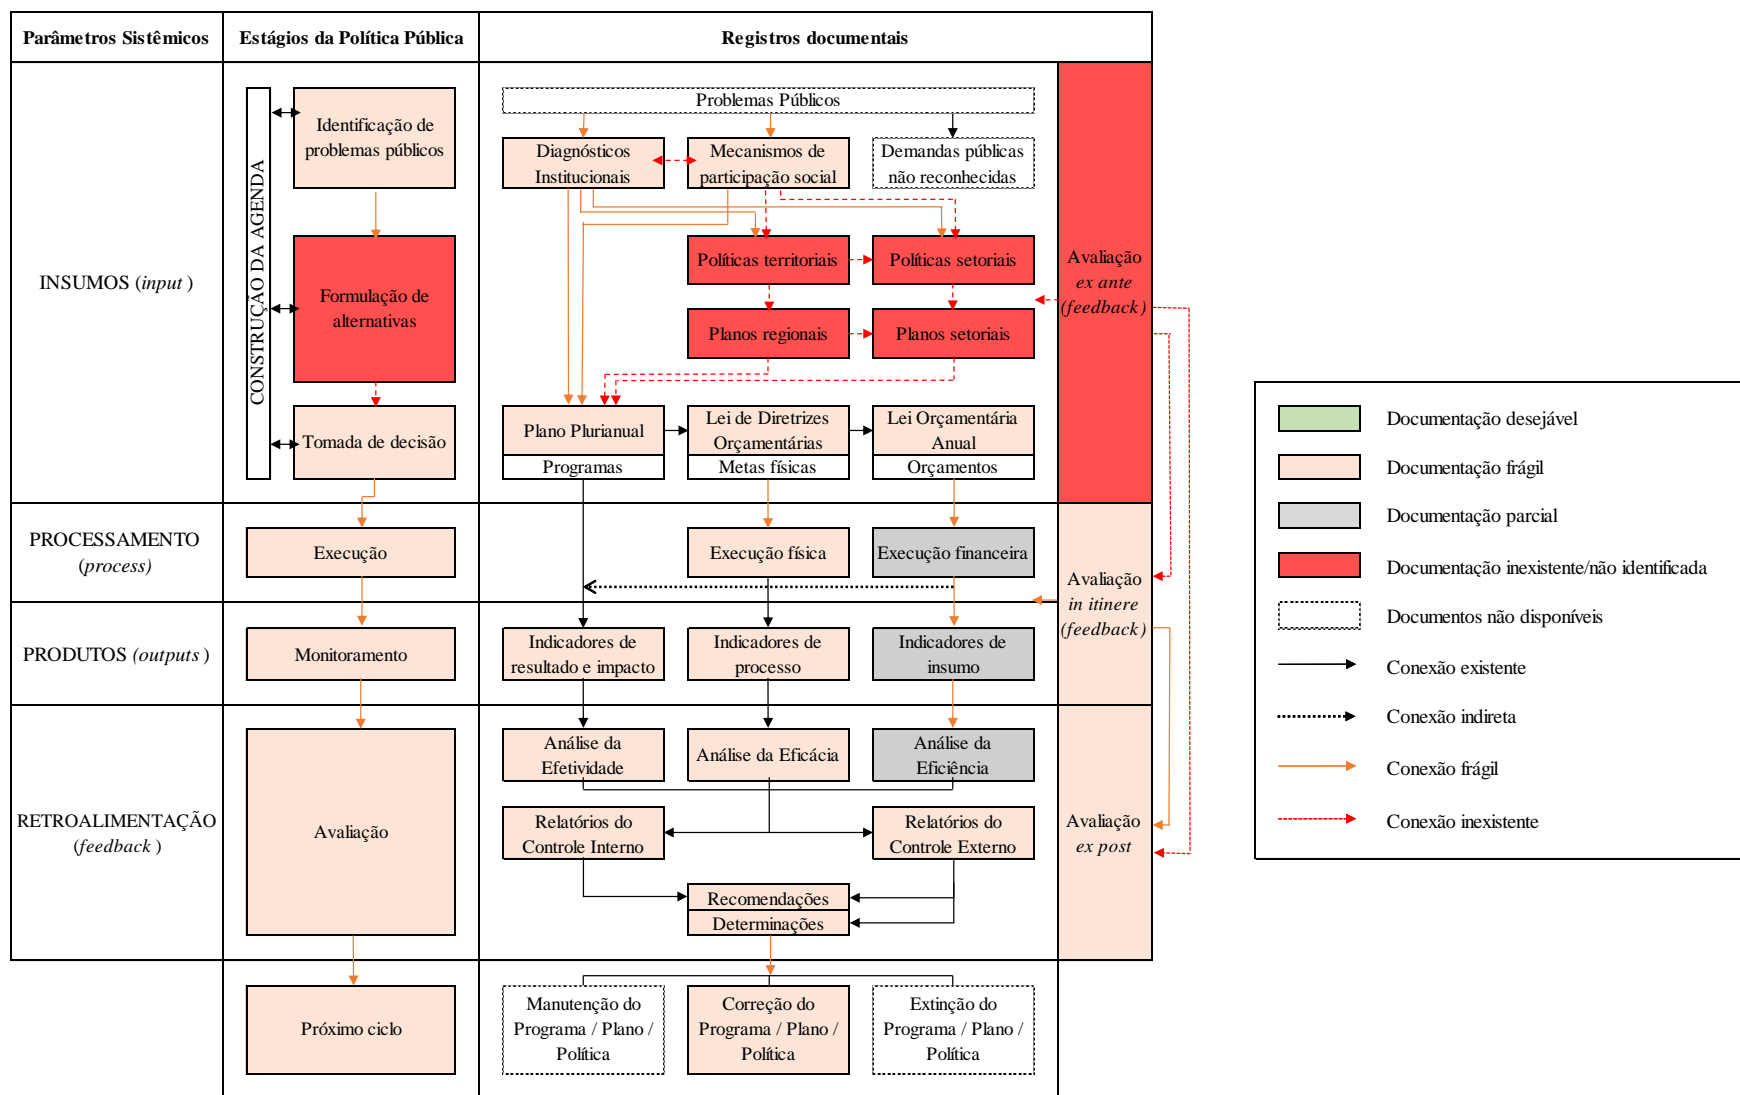 Parâmetros Sistêmicos
Estágios da Política Pública
Registros documentais
INSUMOS (input )
CONSTRUÇÃO DA AGENDA
Identificação de
problemas públicos
Formulação de
alternativas
Tomada de decisão
Problemas Públicos
Diagnósticos
Institucionais
Mecanismos de
participação social
Demandas públicas
não reconhecidas
Políticas territoriais
Políticas setoriais
Planos regionais
Planos setoriais
Plano Plurianual
Programas
Lei de Diretrizes
Orçamentárias
Metas físicas
Lei Orçamentária
Anual
Orçamentos
Avaliação
ex ante
(feedback)
PROCESSAMENTO
(process)
Execução
Execução física
Execução financeira
Avaliação
in itinere
(feedback)
PRODUTOS (outputs )
Monitoramento
Indicadores de
resultado e impacto
Indicadores de
processo
Indicadores de
insumo
RETROALIMENTAÇÃO
(feedback )
Avaliação
Análise da
Efetividade
Análise da Eficácia
Análise da
Eficiência
Relatórios do
Controle Interno
Relatórios do
Controle Externo
Recomendações
Determinações
Avaliação
ex post
Próximo ciclo
Manutenção do
Programa / Plano /
Política
Correção do
Programa / Plano /
Política
Extinção do
Programa / Plano /
Política
Documentação desejável
Documentação frágil
Documentação parcial
Documentação inexistente/não identificada
Documentos não disponíveis
Conexão existente
Conexão indireta
Conexão frágil
Conexão inexistente